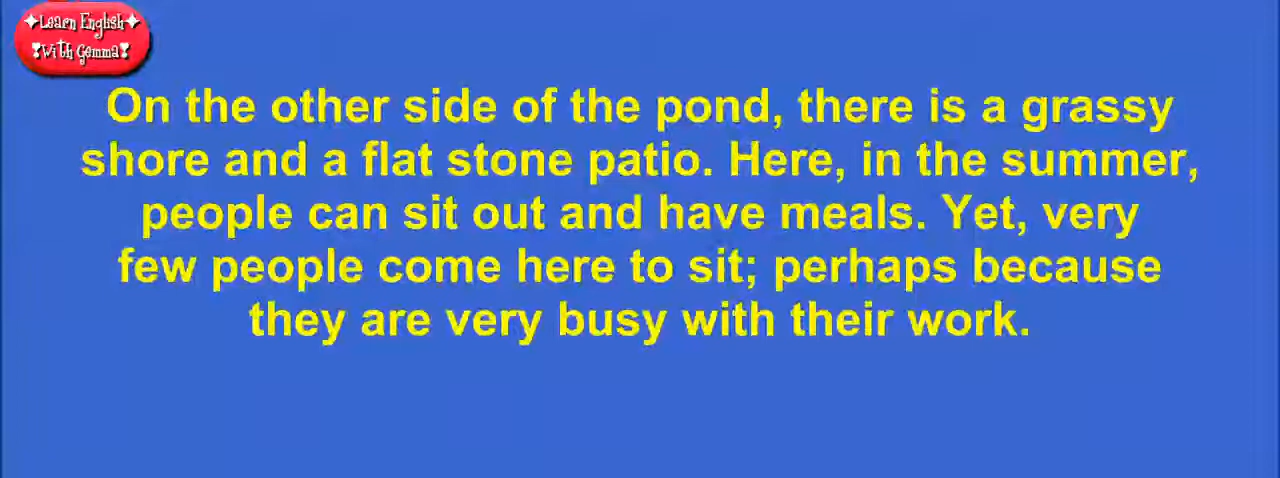 ✦Learn English✦
❢With Gemma❢
On the other side of the pond, there is a grassy
shore and a flat stone patio. Here, in the summer,
people can sit out and have meals. Yet, very
few people come here to sit; perhaps because
they are very busy with their work.